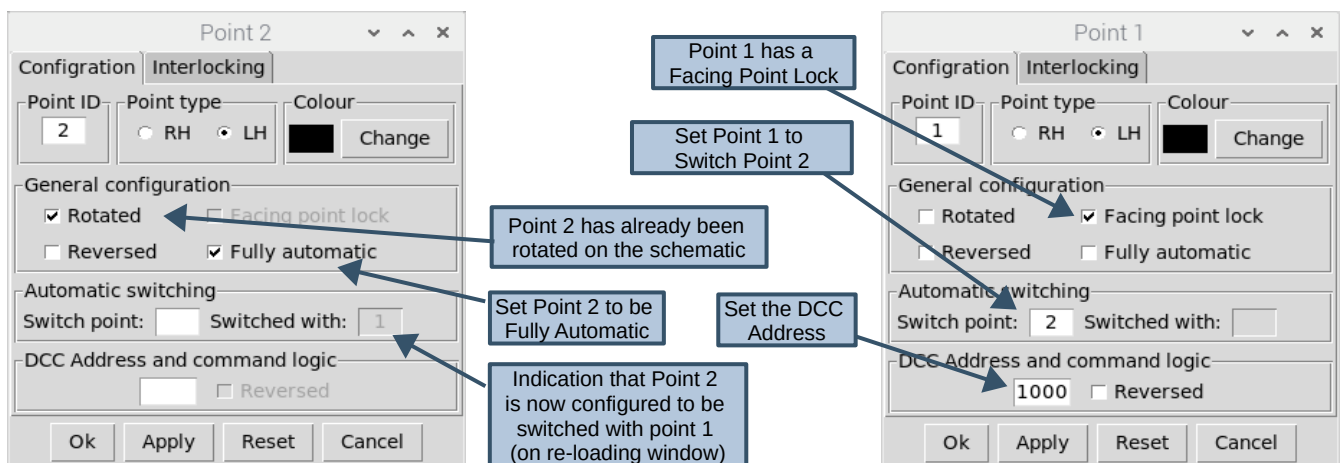 Point 2
Configration Interlocking
Point ID Point type Colour
2 RH LH Change
General configuration
Rotated Facing point lock
Reversed Fully automatic
Automatic switching
Switch point: Switched with: 1
DCC Address and command logic
Reversed
Ok Apply Reset Cancel
Point 1 has a
Facing Point Lock
Set Point 1 to
Switch Point 2
Point 2 has already been
rotated on the schematic
Set Point 2 to be
Fully Automatic
Set the DCC
Address
Indication that Point 2
is now configured to be
switched with point 1
(on re-loading window)
Point 1
Configration Interlocking
Point ID Point type Colour
1 RH LH Change
General configuration
Rotated Facing point lock
Reversed Fully automatic
Automatic switching
Switch point: 2 Switched with:
DCC Address and command logic
1000 Reversed
Ok Apply Reset Cancel